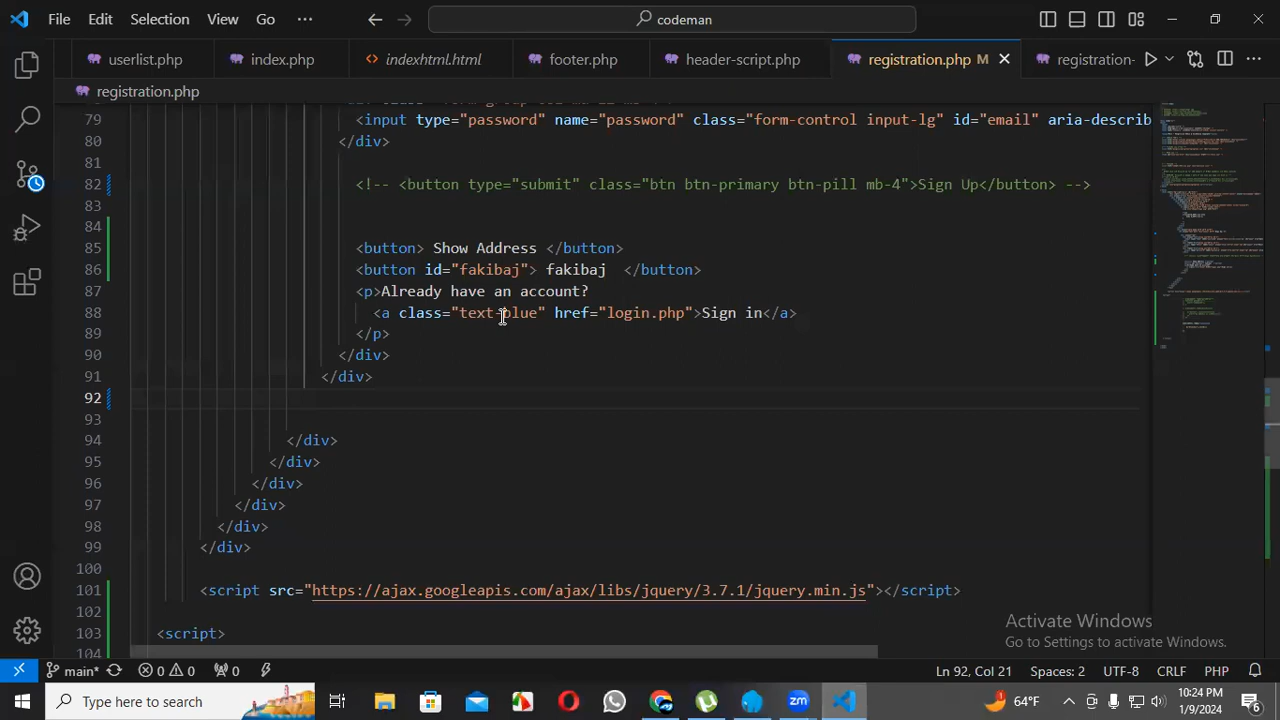 File Edit Selection View Go ··· codeman
userlist.php index.php indexhtml.html footer.php header-script.php registration.php M registration-
registration.php
79 <input type="password" name="password" class="form-control input-lg" id="email" aria-describ
80 </div>
81
82 <!-- <button type="submit" class="btn btn-primary btn-pill mb-4">Sign Up</button> -->
83
84
85 <button> Show Address </button>
86 <button id="fakibaj"> fakibaj </button>
87 <p>Already have an account?
88 <a class="text-blue" href="login.php">Sign in</a>
89 </p>
90 </div>
91 </div>
92
93
94 </div>
95 </div>
96 </div>
97 </div>
98 </div>
99 </div>
100
101 <script src="https://ajax.googleapis.com/ajax/libs/jquery/3.7.1/jquery.min.js"></script>
102
103 <script>
104
Activate Windows
Go to Settings to activate Windows.
main* 0 0 0 Ln 92, Col 21 Spaces: 2 UTF-8 CRLF PHP
Type here to search 64°F 10:24 PM
1/9/2024